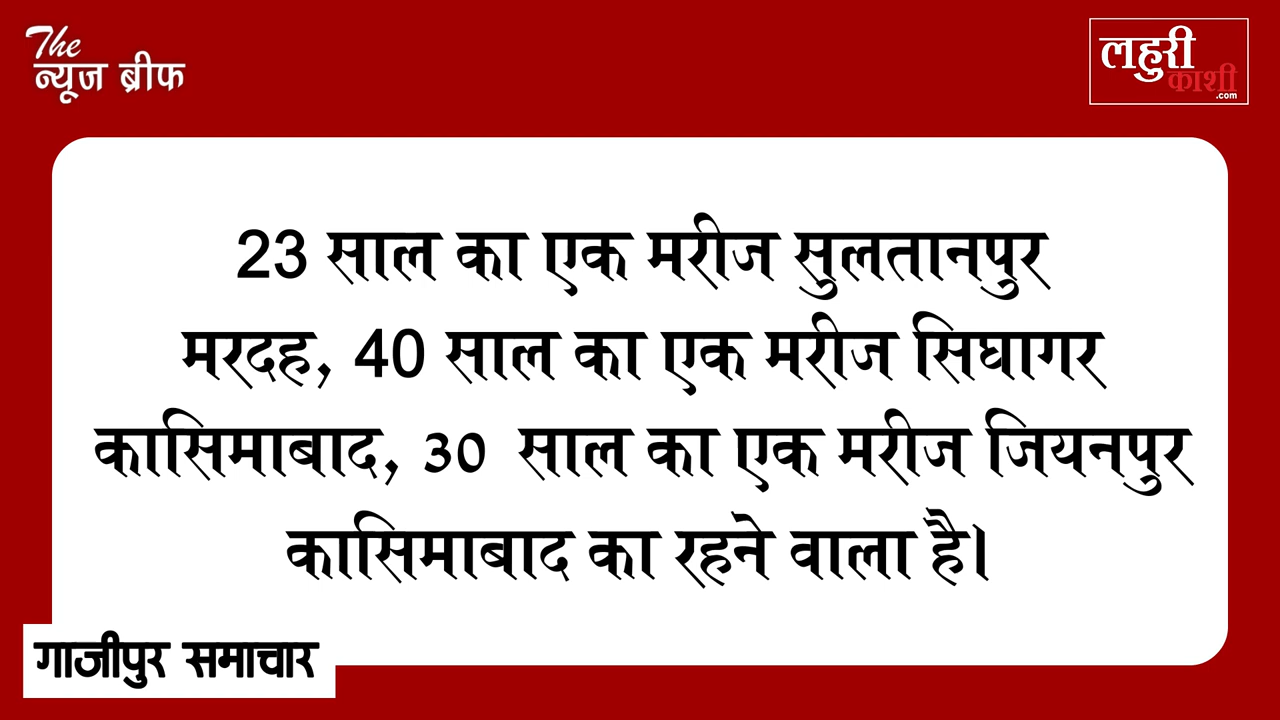 The
न्यूज ब्रीफ
लहुरी
काशी
.com
23 साल का एक मरीज सुलतानपुर
मरदह, 40 साल का एक मरीज सिघागर
कासिमाबाद, 30 साल का एक मरीज जियनपुर
कासिमाबाद का रहने वाला है।
गाजीपुर समाचार